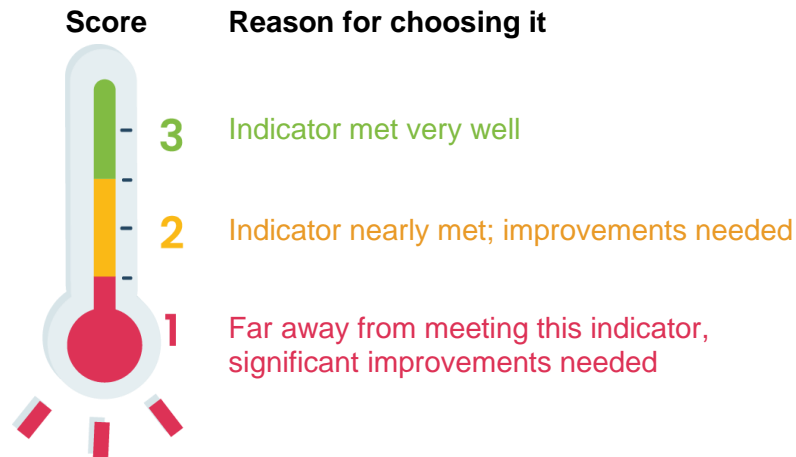 Score Reason for choosing it
3 Indicator met very well
2 Indicator nearly met; improvements needed
1 Far away from meeting this indicator,
significant improvements needed